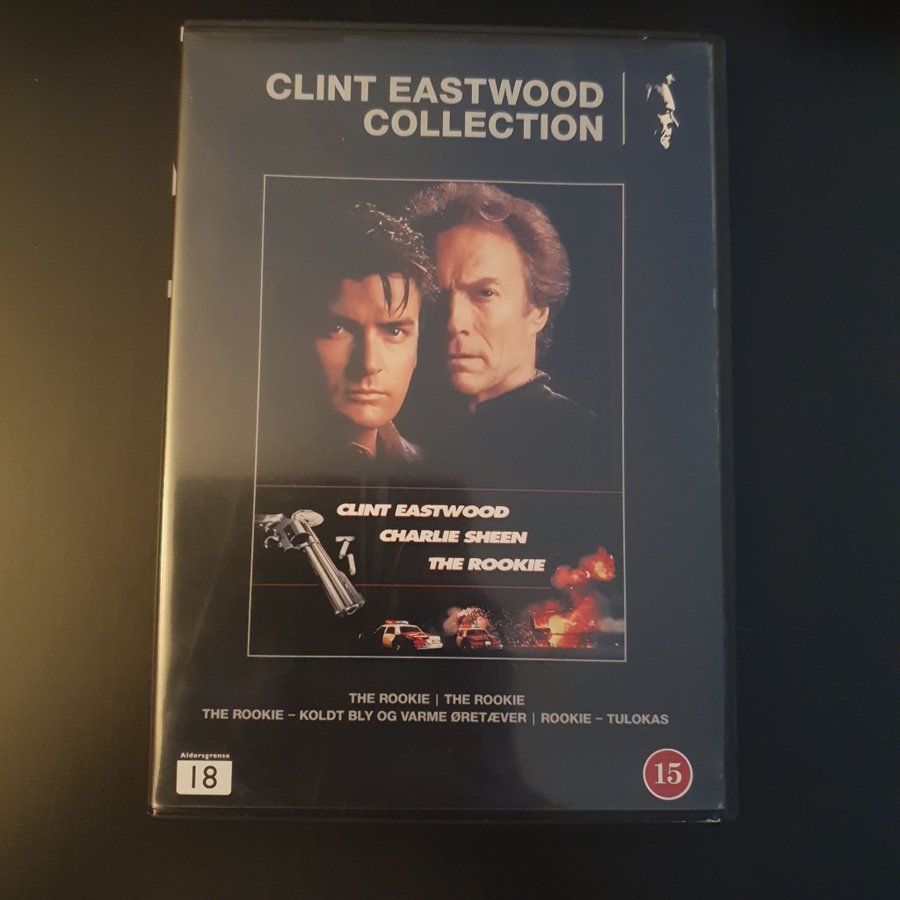 CLINT EASTWOOD
COLLECTION
CLINT EASTWOOD
CHARLIE SHEEN
THE ROOKIE
THE ROOKIE | THE ROOKIE
THE ROOKIE – KOLDT BLY OG VARME ØRETÆVER | ROOKIE – TULOKAS
Aldersgrense
18
15